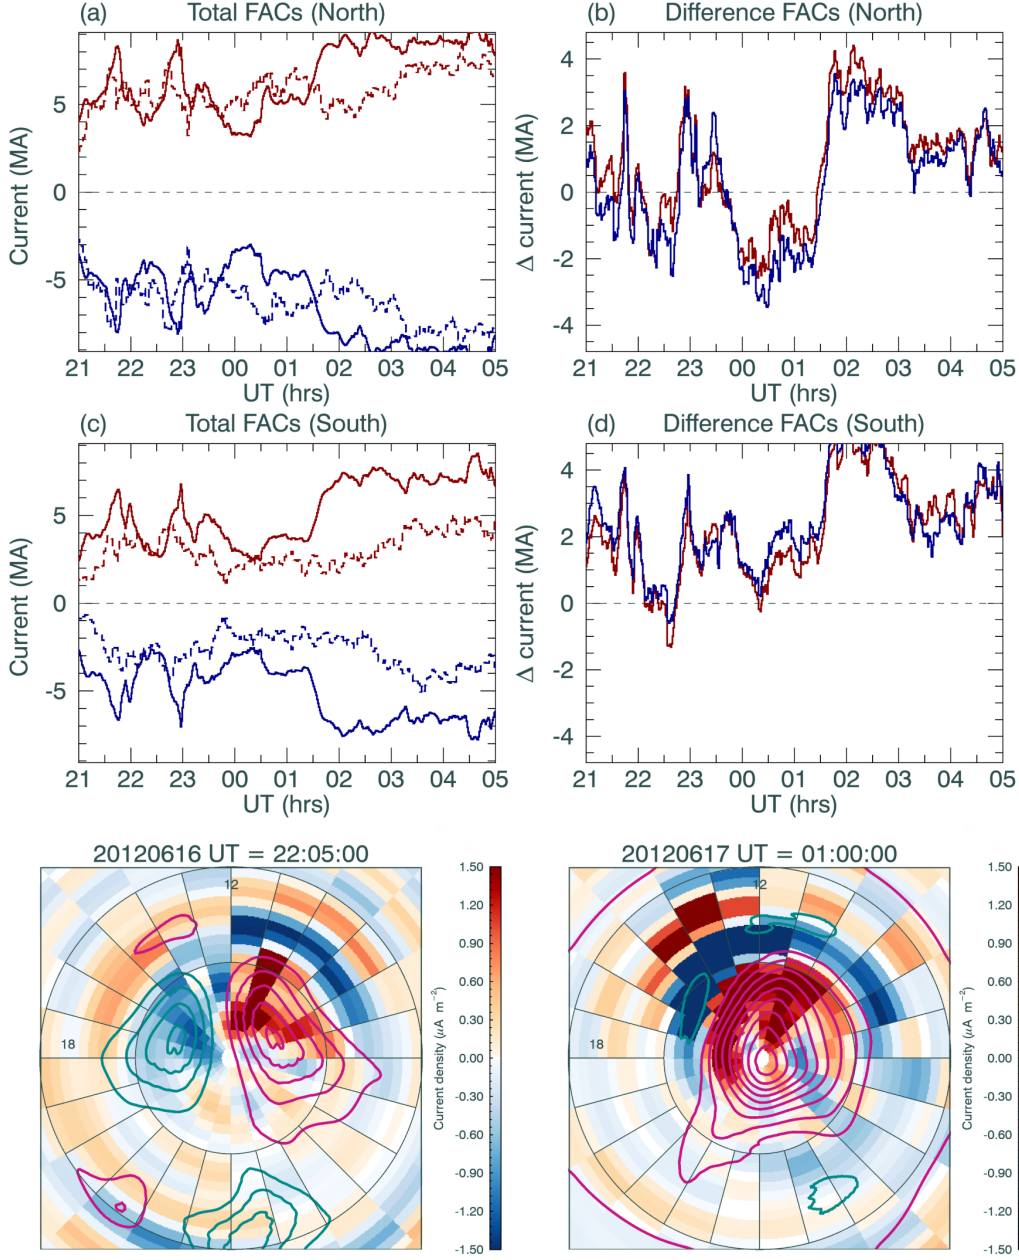 (a) Total FACs (North)
Current (MA)
5
0
-5
21 22 23 00 01 02 03 04 05
UT (hrs)
(b) Difference FACs (North)
Δ current (MA)
4
2
0
-2
-4
21 22 23 00 01 02 03 04 05
UT (hrs)
(c) Total FACs (South)
Current (MA)
5
0
-5
21 22 23 00 01 02 03 04 05
UT (hrs)
(d) Difference FACs (South)
Δ current (MA)
4
2
0
-2
-4
21 22 23 00 01 02 03 04 05
UT (hrs)
20120616 UT = 22:05:00
12
18
Current density (μA m⁻²)
1.50
1.20
0.90
0.60
0.30
0.00
-0.30
-0.60
-0.90
-1.20
-1.50
20120617 UT = 01:00:00
12
18
Current density (μA m⁻²)
1.50
1.20
0.90
0.60
0.30
0.00
-0.30
-0.60
-0.90
-1.20
-1.50